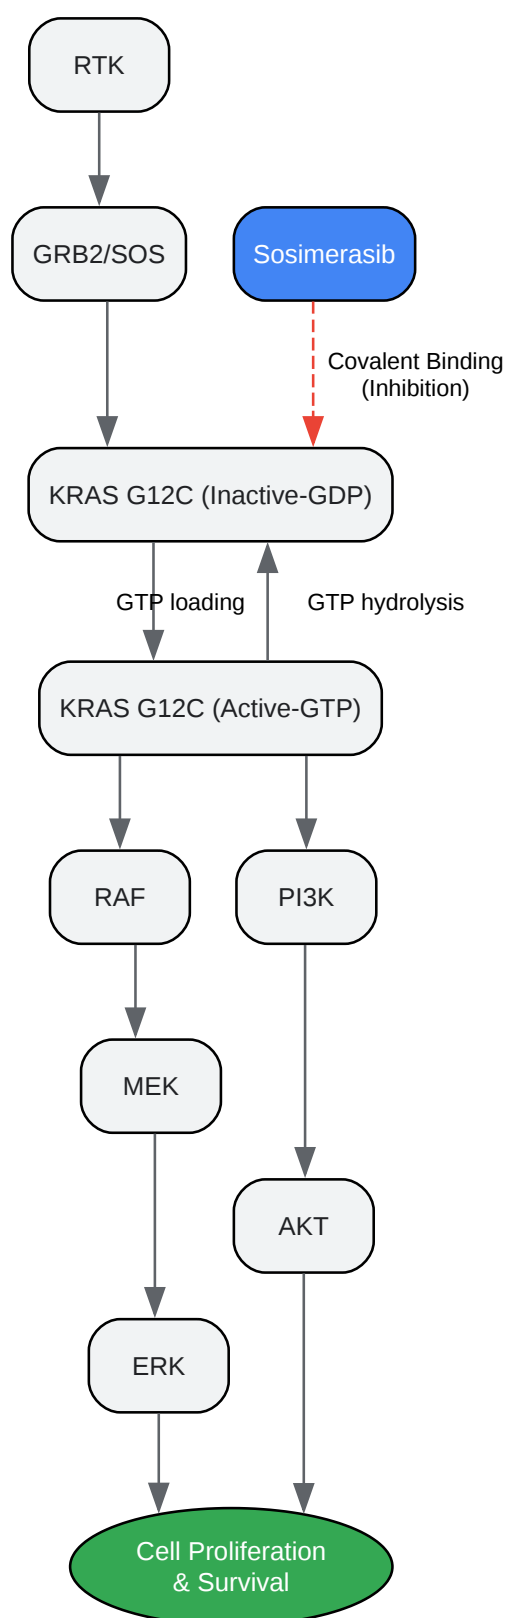 RTK
GRB2/SOS
Sosimerasib
Covalent Binding
(Inhibition)
KRAS G12C (Inactive-GDP)
GTP loading
GTP hydrolysis
KRAS G12C (Active-GTP)
RAF
PI3K
MEK
AKT
ERK
Cell Proliferation
& Survival